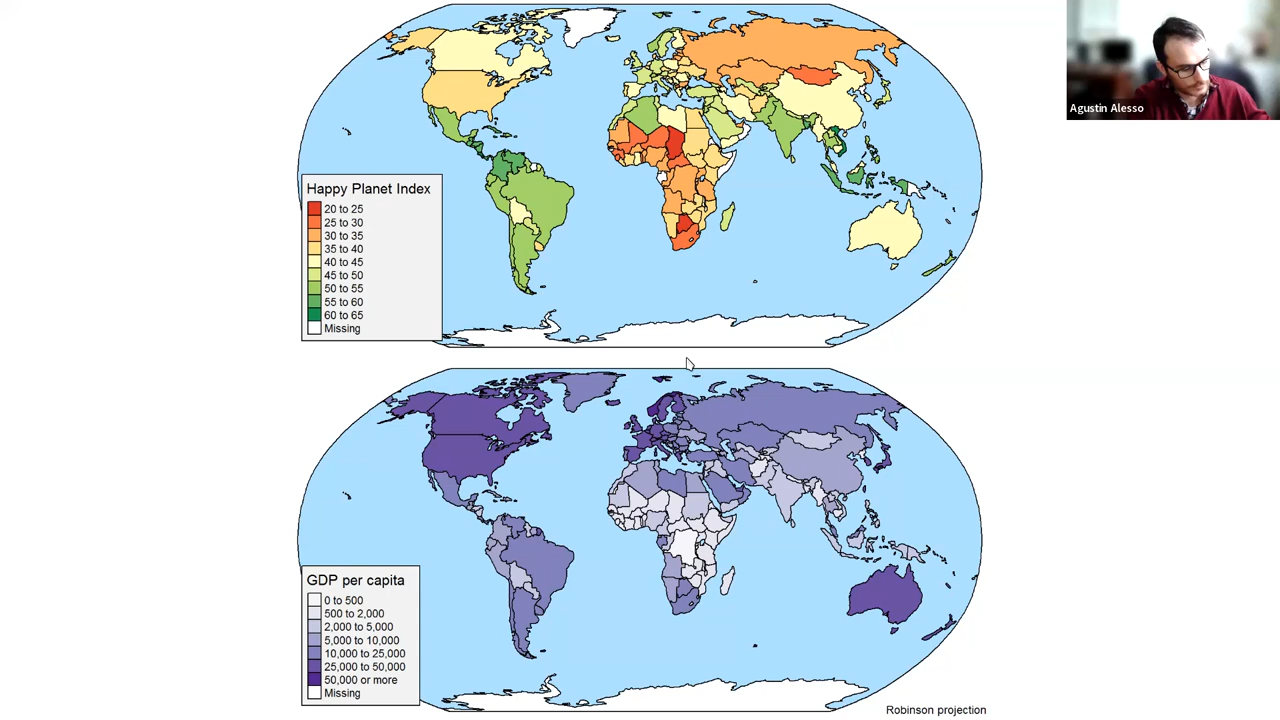 Agustin Alesso
Happy Planet Index
20 to 25
25 to 30
30 to 35
35 to 40
40 to 45
45 to 50
50 to 55
55 to 60
60 to 65
Missing
GDP per capita
0 to 500
500 to 2,000
2,000 to 5,000
5,000 to 10,000
10,000 to 25,000
25,000 to 50,000
50,000 or more
Missing
Robinson projection